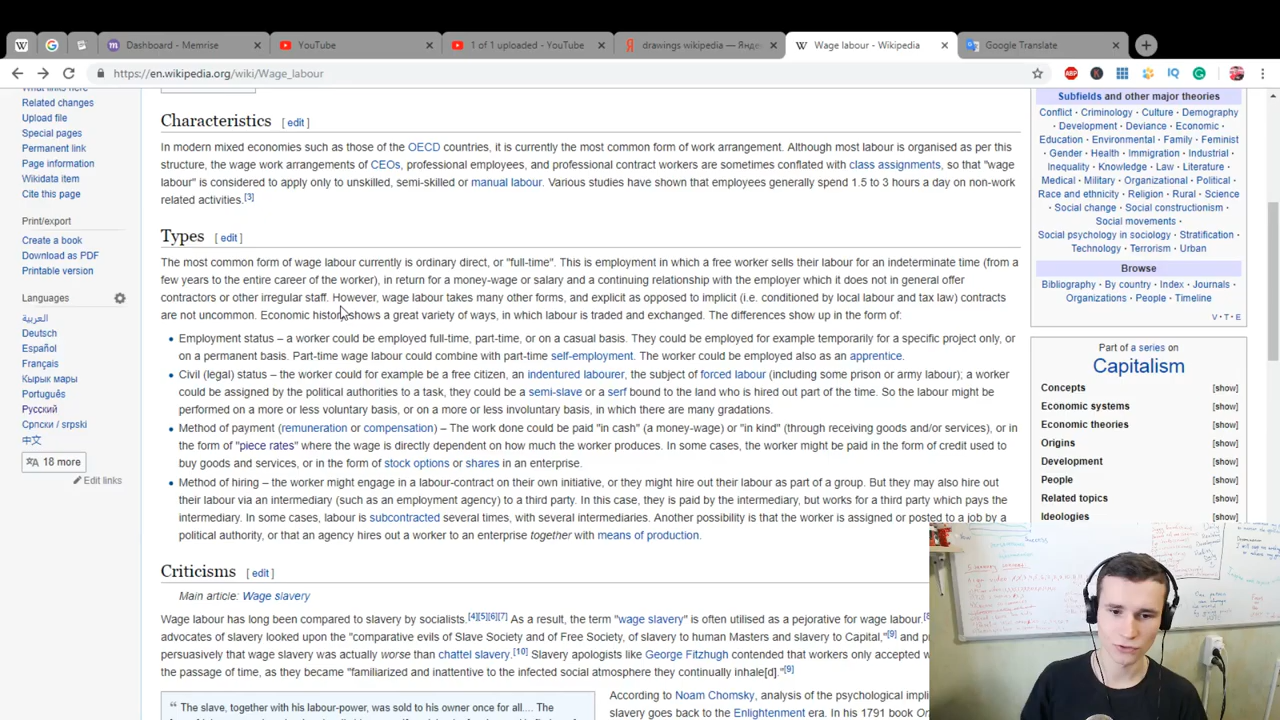 Dashboard - Memrise
YouTube
1 of 1 uploaded - YouTube
drawings wikipedia — Янде
Wage labour - Wikipedia
Google Translate
https://en.wikipedia.org/wiki/Wage_labour
ABP
IQ
What links here
Related changes
Upload file
Special pages
Permanent link
Page information
Wikidata item
Cite this page
Print/export
Create a book
Download as PDF
Printable version
Languages
العربية
Deutsch
Español
Français
Кырык мары
Português
Русский
Српски / srpski
中文
18 more
Edit links
Characteristics [ edit ]
In modern mixed economies such as those of the OECD countries, it is currently the most common form of work arrangement. Although most labour is organised as per this
structure, the wage work arrangements of CEOs, professional employees, and professional contract workers are sometimes conflated with class assignments, so that "wage
labour" is considered to apply only to unskilled, semi-skilled or manual labour. Various studies have shown that employees generally spend 1.5 to 3 hours a day on non-work
related activities.[3]
Types [ edit ]
The most common form of wage labour currently is ordinary direct, or "full-time". This is employment in which a free worker sells their labour for an indeterminate time (from a
few years to the entire career of the worker), in return for a money-wage or salary and a continuing relationship with the employer which it does not in general offer
contractors or other irregular staff. However, wage labour takes many other forms, and explicit as opposed to implicit (i.e. conditioned by local labour and tax law) contracts
are not uncommon. Economic history shows a great variety of ways, in which labour is traded and exchanged. The differences show up in the form of:
• Employment status – a worker could be employed full-time, part-time, or on a casual basis. They could be employed for example temporarily for a specific project only, or
on a permanent basis. Part-time wage labour could combine with part-time self-employment. The worker could be employed also as an apprentice.
• Civil (legal) status – the worker could for example be a free citizen, an indentured labourer, the subject of forced labour (including some prison or army labour); a worker
could be assigned by the political authorities to a task, they could be a semi-slave or a serf bound to the land who is hired out part of the time. So the labour might be
performed on a more or less voluntary basis, or on a more or less involuntary basis, in which there are many gradations.
• Method of payment (remuneration or compensation) – The work done could be paid "in cash" (a money-wage) or "in kind" (through receiving goods and/or services), or in
the form of "piece rates" where the wage is directly dependent on how much the worker produces. In some cases, the worker might be paid in the form of credit used to
buy goods and services, or in the form of stock options or shares in an enterprise.
• Method of hiring – the worker might engage in a labour-contract on their own initiative, or they might hire out their labour as part of a group. But they may also hire out
their labour via an intermediary (such as an employment agency) to a third party. In this case, they is paid by the intermediary, but works for a third party which pays the
intermediary. In some cases, labour is subcontracted several times, with several intermediaries. Another possibility is that the worker is assigned or posted to a job by a
political authority, or that an agency hires out a worker to an enterprise together with means of production.
Criticisms [ edit ]
Main article: Wage slavery
Wage labour has long been compared to slavery by socialists.[4][5][6][7] As a result, the term "wage slavery" is often utilised as a pejorative for wage labour.[8
advocates of slavery looked upon the "comparative evils of Slave Society and of Free Society, of slavery to human Masters and slavery to Capital,"[9] and pr
persuasively that wage slavery was actually worse than chattel slavery.[10] Slavery apologists like George Fitzhugh contended that workers only accepted w
the passage of time, as they became "familiarized and inattentive to the infected social atmosphere they continually inhale[d]."[9]
“ The slave, together with his labour-power, was sold to his owner once for all.... The
According to Noam Chomsky, analysis of the psychological impli
slavery goes back to the Enlightenment era. In his 1791 book On
Subfields and other major theories
Conflict · Criminology · Culture · Demography
· Development · Deviance · Economic ·
Education · Environmental · Family · Feminist
· Gender · Health · Immigration · Industrial ·
Inequality · Knowledge · Law · Literature ·
Medical · Military · Organizational · Political ·
Race and ethnicity · Religion · Rural · Science
· Social change · Social constructionism ·
Social movements ·
Social psychology in sociology · Stratification ·
Technology · Terrorism · Urban
Browse
Bibliography · By country · Index · Journals ·
Organizations · People · Timeline
V · T · E
Part of a series on
Capitalism
Concepts [show]
Economic systems [show]
Economic theories [show]
Origins [show]
Development [show]
People [show]
Related topics [show]
Ideologies [show]